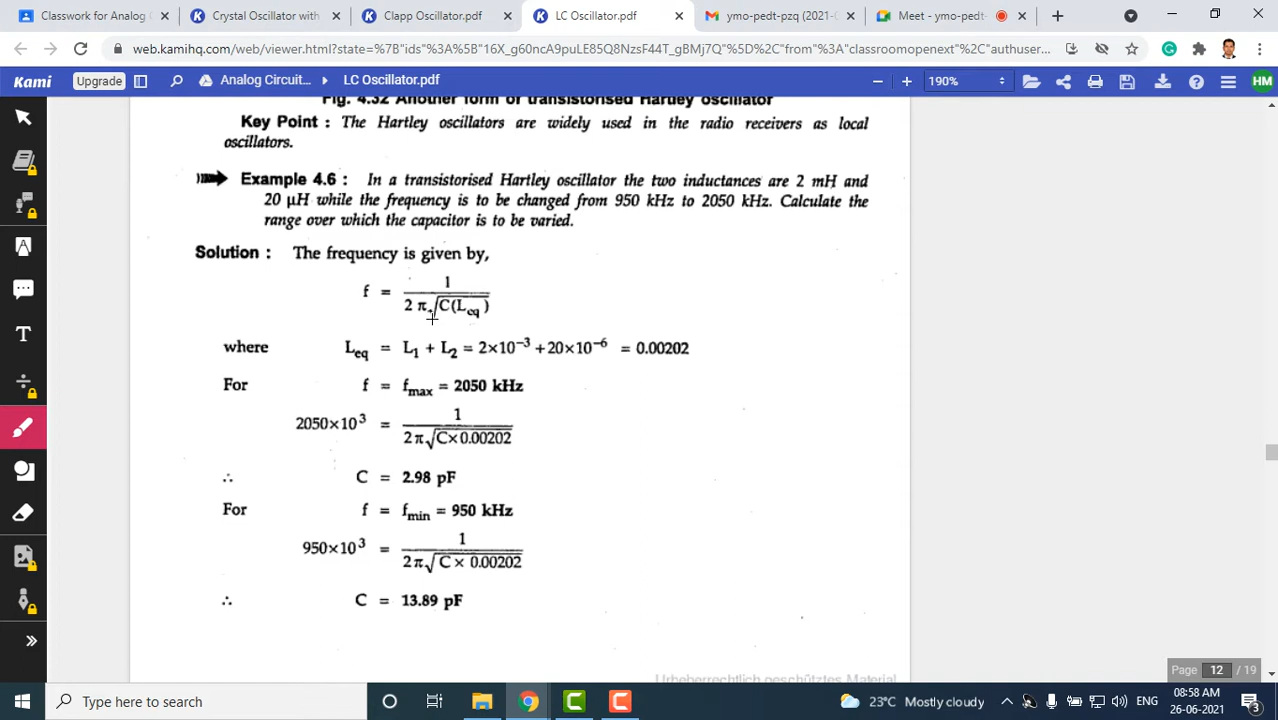 Classwork for Analog
Crystal Oscillator with
Clapp Oscillator.pdf
LC Oscillator.pdf
ymo-pedt-pzq (2021-
Meet - ymo-pedt-
web.kamihq.com/web/viewer.html?state=%7B"ids"%3A%5B"16X_g60ncA9puLE85Q8NzsF44T_gBMj7Q"%5D%2C"from"%3A"classroomopenext"%2C"authuser...
Kami
Upgrade
Analog Circuit...
LC Oscillator.pdf
190%
HM
Fig. 4.32 Another form of transistorised Hartley oscillator
Key Point : The Hartley oscillators are widely used in the radio receivers as local
oscillators.
Example 4.6 : In a transistorised Hartley oscillator the two inductances are 2 mH and
20 μH while the frequency is to be changed from 950 kHz to 2050 kHz. Calculate the
range over which the capacitor is to be varied.
Solution : The frequency is given by,
f = 1 / 2 π √C(Leq)
where Leq = L1 + L2 = 2×10⁻³ + 20×10⁻⁶ = 0.00202
For f = fmax = 2050 kHz
2050×10³ = 1 / 2π√C×0.00202
∴ C = 2.98 pF
For f = fmin = 950 kHz
950×10³ = 1 / 2π√C × 0.00202
∴ C = 13.89 pF
Urheberrechtlich geschütztes Material
Page 12 / 19
Type here to search
23°C Mostly cloudy
ENG
08:58 AM
26-06-2021
3